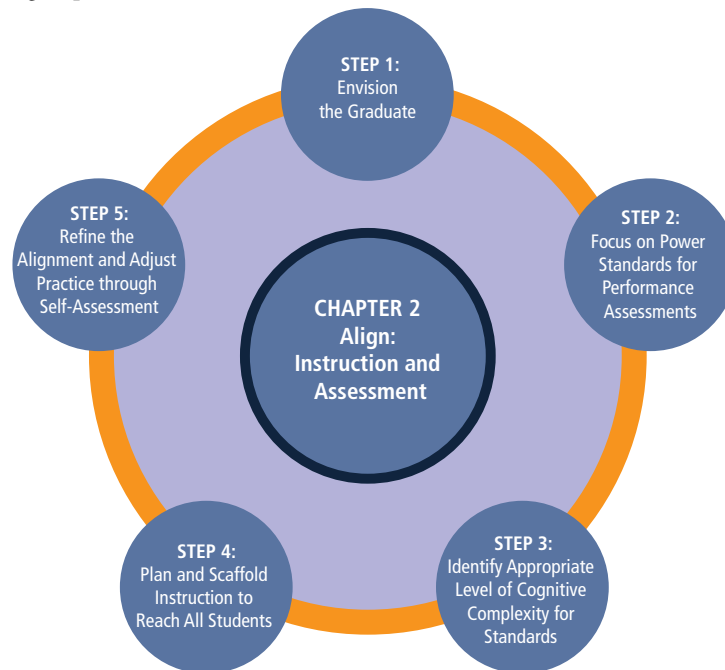 STEP 1:
Envision
the Graduate
STEP 2:
Focus on Power
Standards for
Performance
Assessments
STEP 3:
Identify Appropriate
Level of Cognitive
Complexity for
Standards
STEP 4:
Plan and Scaffold
Instruction to
Reach All Students
STEP 5:
Refine the
Alignment and Adjust
Practice through
Self-Assessment
CHAPTER 2
Align:
Instruction and
Assessment